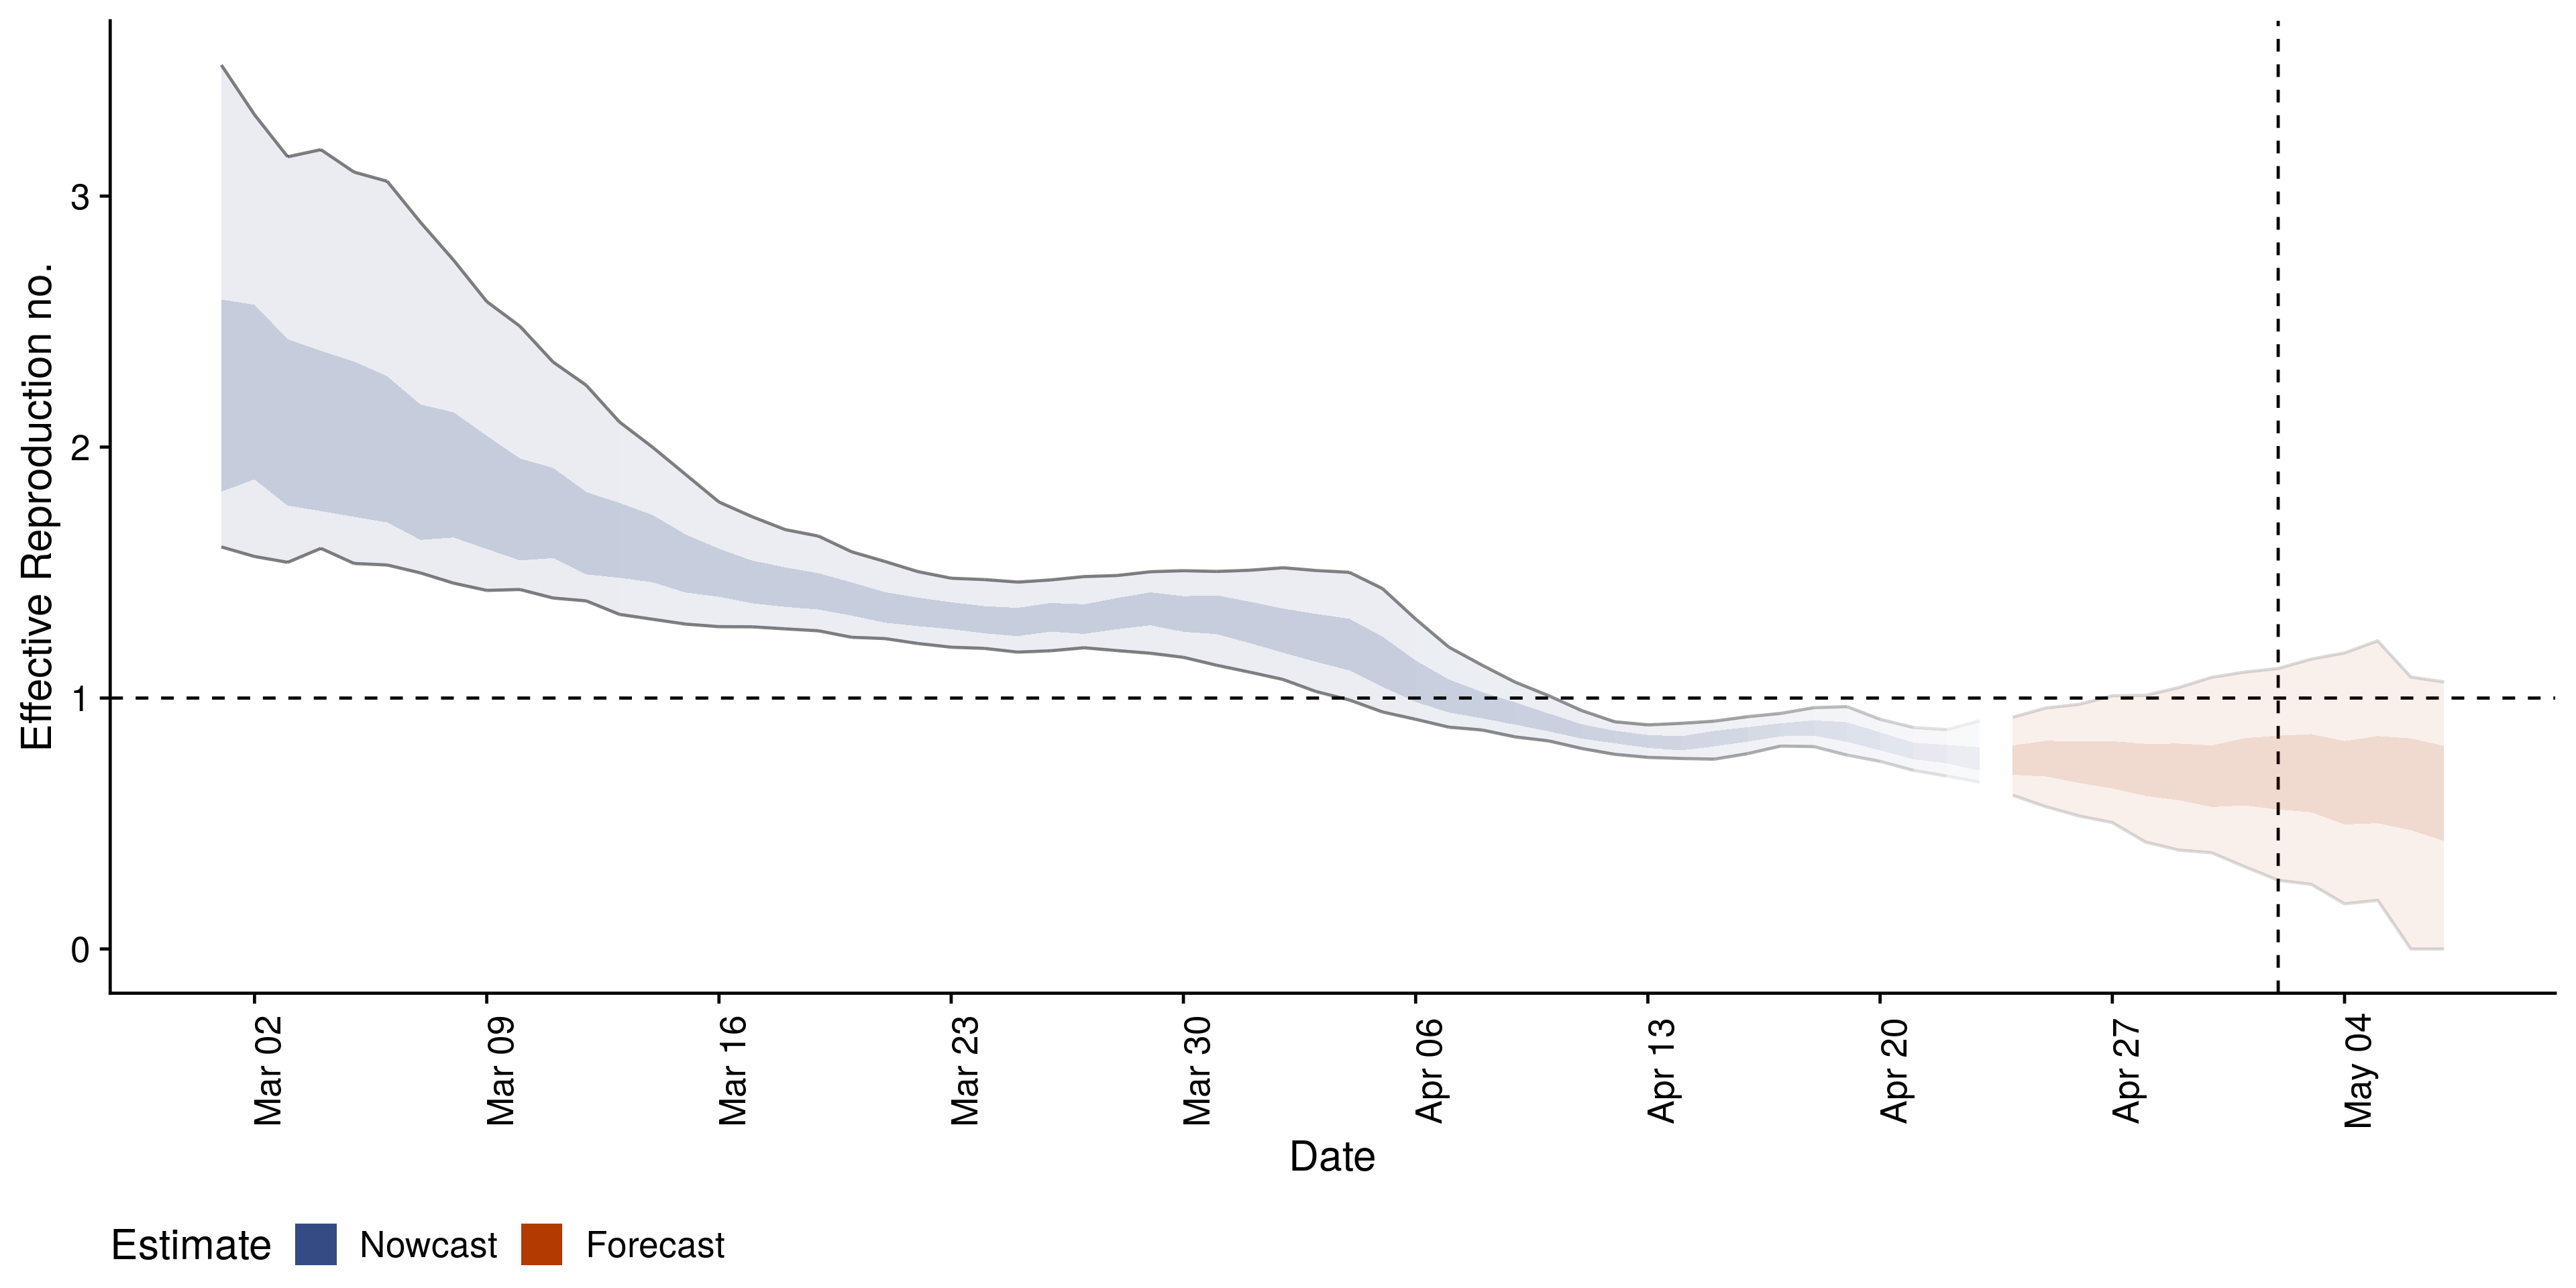 Effective Reproduction no.
3
2
1
0
Mar 02
Mar 09
Mar 16
Mar 23
Mar 30
Apr 06
Apr 13
Apr 20
Apr 27
May 04
Date
Estimate Nowcast Forecast